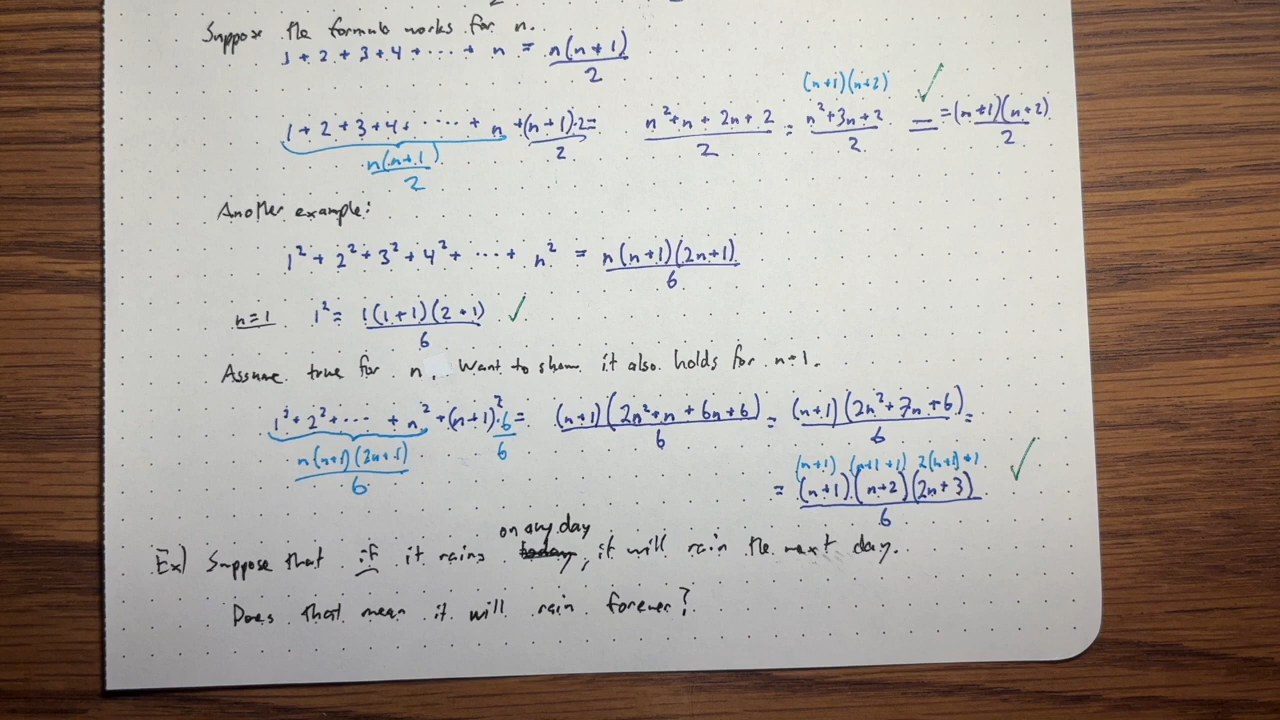 Suppose the formula works for n.
1 + 2 + 3 + 4 + ... + n = n(n+1)/2
(n+1)(n+2) ✓
1 + 2 + 3 + 4 + ..... + n + (n+1)·2/2 = (n²+n + 2n + 2)/2 = (n²+3n+2)/2 = (n+1)(n+2)/2
n(n+1)/2
Another example:
1² + 2² + 3² + 4² + ... + n² = n(n+1)(2n+1)/6
n=1 1² = 1(1+1)(2+1)/6 ✓
Assume true for n. Want to show it also holds for n+1.
1² + 2² + ... + n² + (n+1)²·6/6 = (n+1)(2n²+n + 6n+6)/6 = (n+1)(2n²+7n+6)/6 =
n(n+1)(2n+1)/6
(n+1) (n+1+1) 2(n+1)+1
= (n+1)(n+2)(2n+3)/6 ✓
on any day
Ex) Suppose that if it rains today, it will rain the next day.
Does that mean it will rain forever?